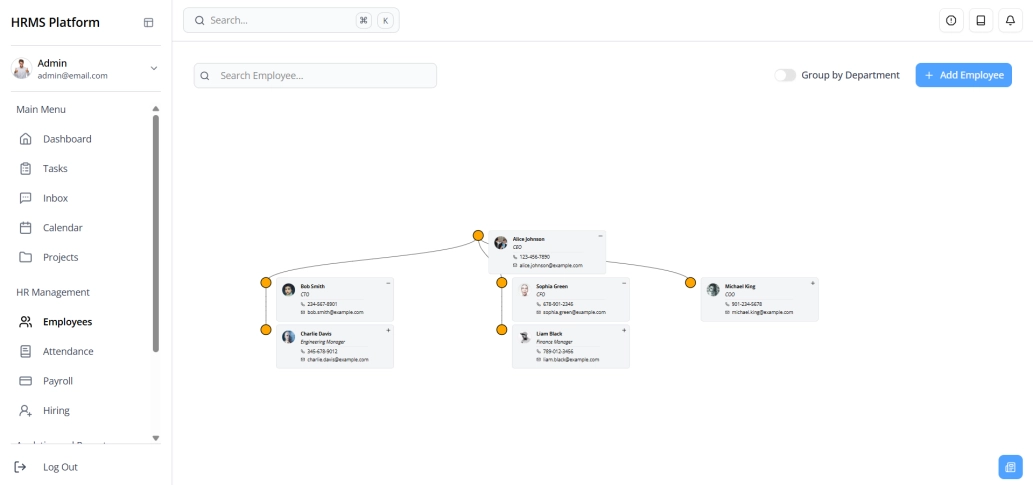 HRMS Platform
Search...
⌘ K
Admin
admin@email.com
Main Menu
Dashboard
Tasks
Inbox
Calendar
Projects
HR Management
Employees
Attendance
Payroll
Hiring
Log Out
Search Employee...
Group by Department
+ Add Employee
Alice Johnson
CEO
123-456-7890
alice.johnson@example.com
Bob Smith
CTO
234-567-8901
bob.smith@example.com
Sophia Green
CFO
678-901-2345
sophia.green@example.com
Michael King
COO
901-234-5678
michael.king@example.com
Charlie Davis
Engineering Manager
345-678-9012
charlie.davis@example.com
Liam Black
Finance Manager
789-012-3456
liam.black@example.com